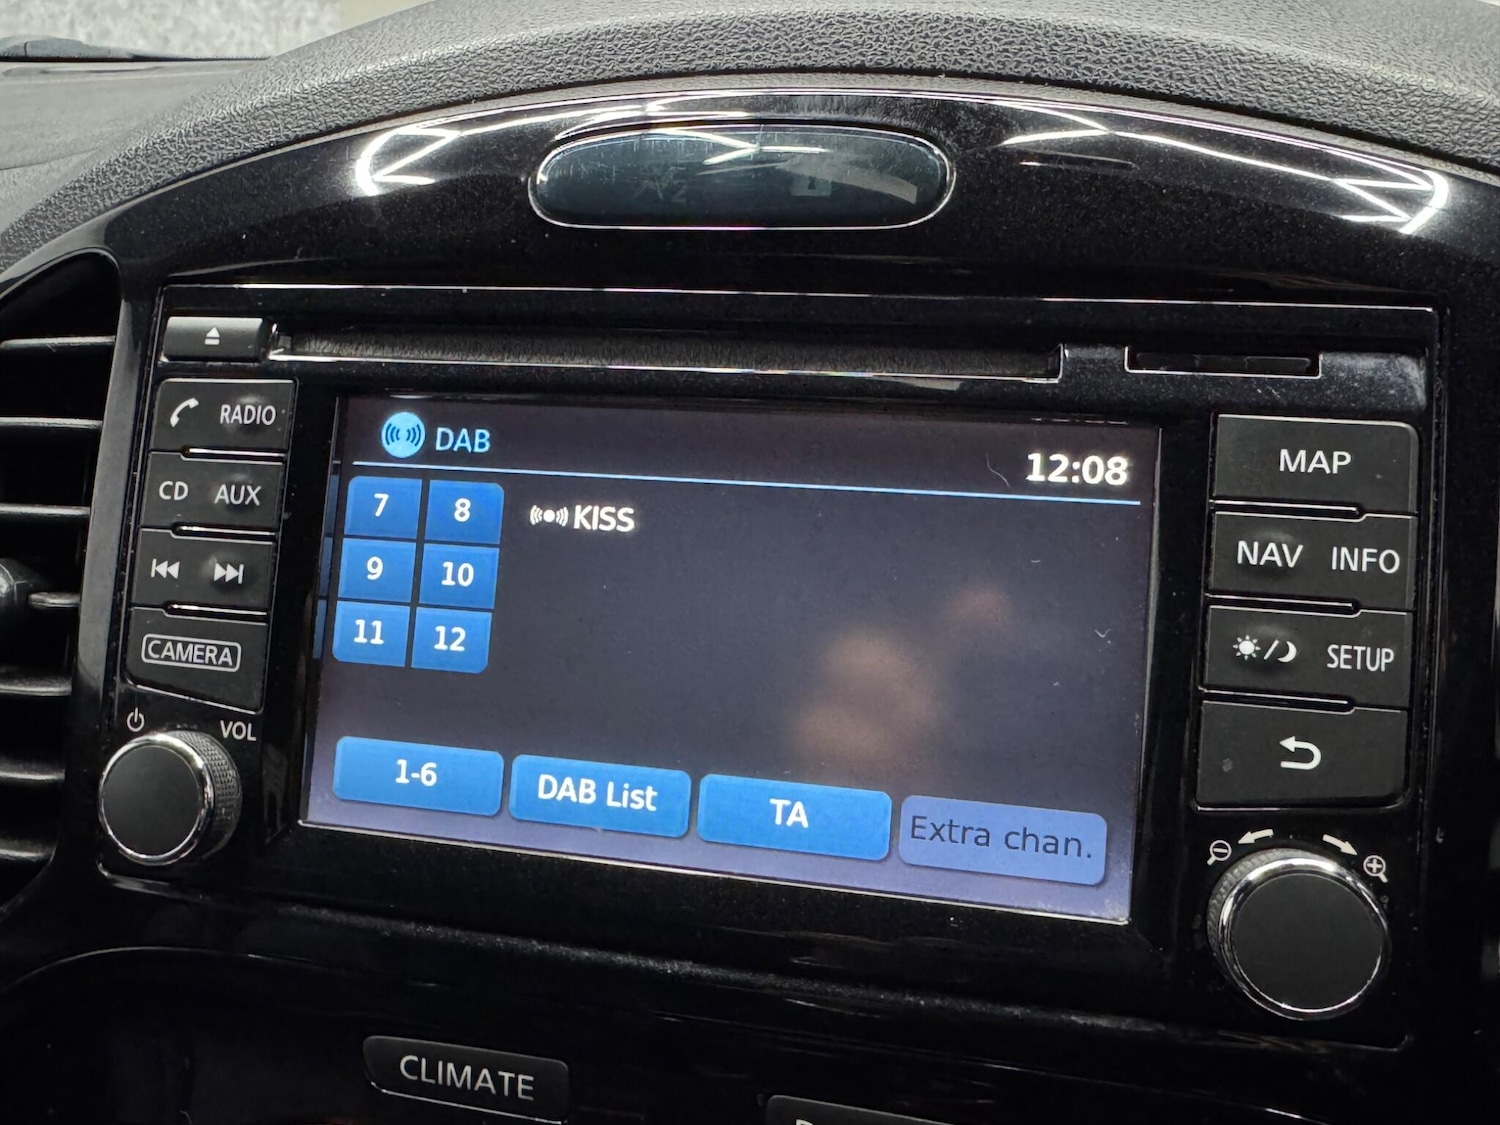 RADIO
CD AUX
CAMERA
VOL
DAB
12:08
7 8
9 10
11 12
KISS
1-6
DAB List
TA
Extra chan.
MAP
NAV INFO
SETUP
CLIMATE